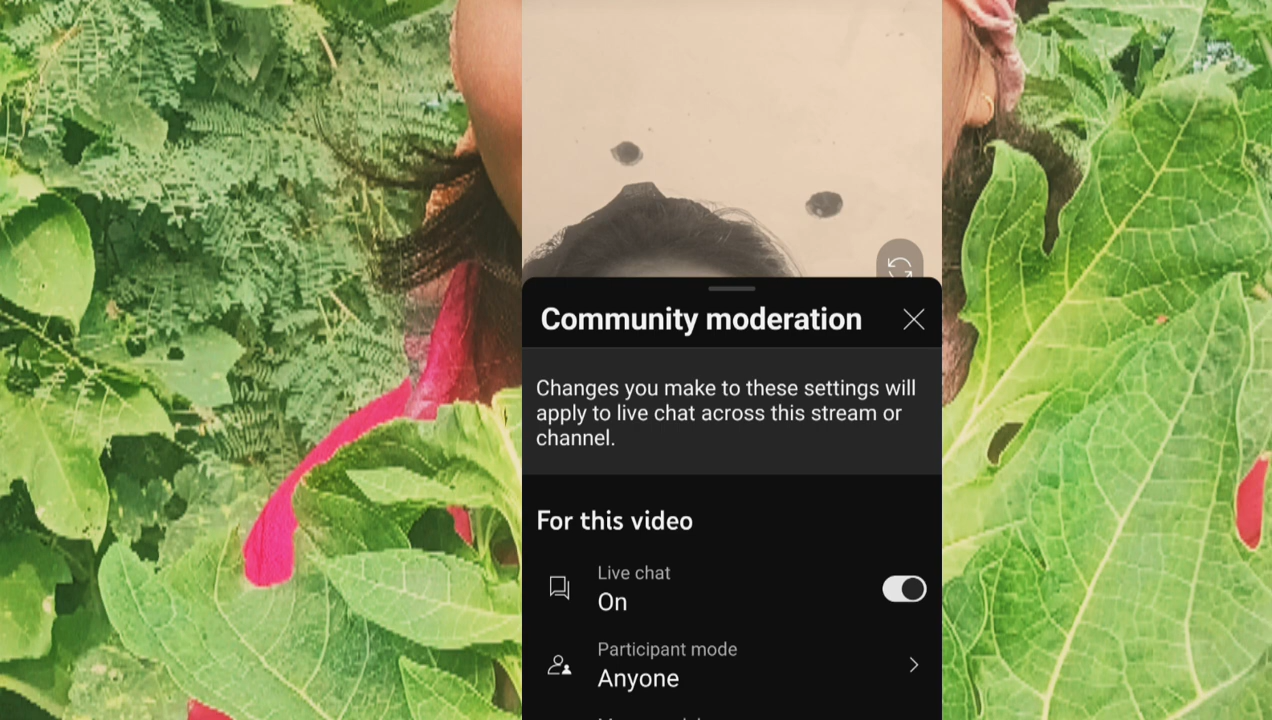 Community moderation
Changes you make to these settings will
apply to live chat across this stream or
channel.
For this video
Live chat
On
Participant mode
Anyone